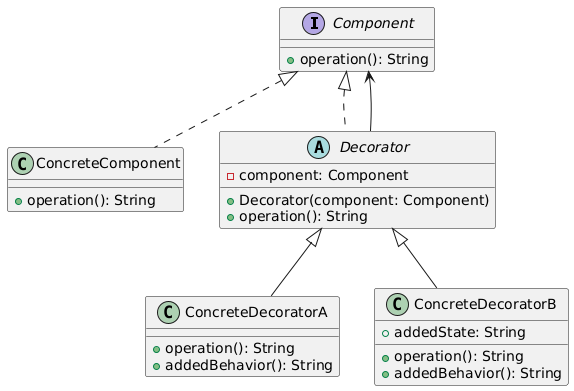 I Component
operation(): String
C ConcreteComponent
operation(): String
A Decorator
component: Component
Decorator(component: Component)
operation(): String
C ConcreteDecoratorA
operation(): String
addedBehavior(): String
C ConcreteDecoratorB
addedState: String
operation(): String
addedBehavior(): String